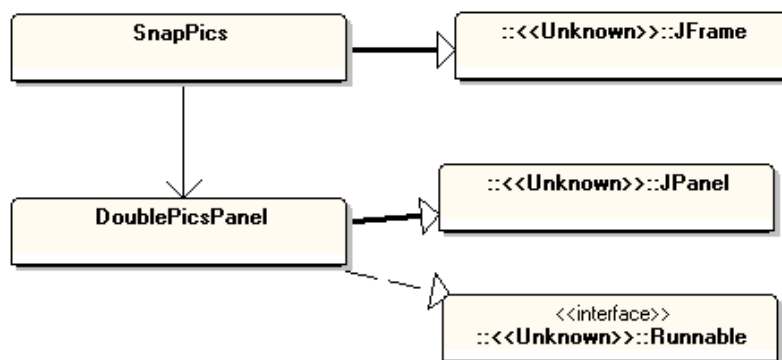 SnapPics
::<<Unknown>>::JFrame
DoublePicsPanel
::<<Unknown>>::JPanel
<<interface>>
::<<Unknown>>::Runnable